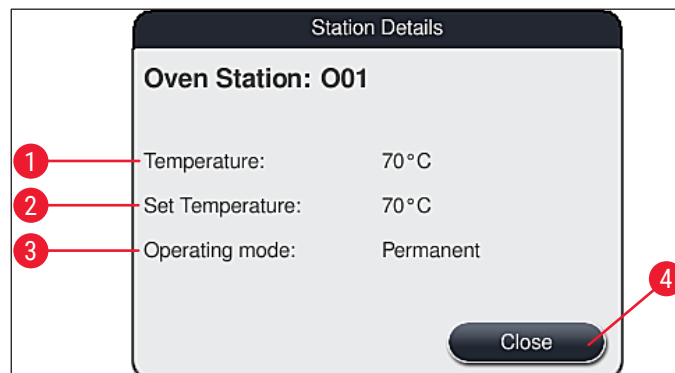 Station Details
Oven Station: O01
1 Temperature: 70°C
2 Set Temperature: 70°C
3 Operating mode: Permanent
4
Close